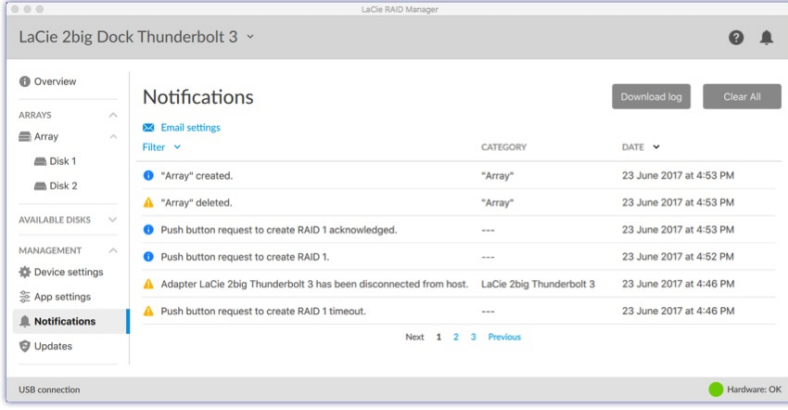 LaCie RAID Manager
LaCie 2big Dock Thunderbolt 3
Overview
ARRAYS
Array
Disk 1
Disk 2
AVAILABLE DISKS
MANAGEMENT
Device settings
App settings
Notifications
Updates
Notifications
Download log Clear All
Email settings
Filter CATEGORY DATE
"Array" created. "Array" 23 June 2017 at 4:53 PM
"Array" deleted. "Array" 23 June 2017 at 4:53 PM
Push button request to create RAID 1 acknowledged. --- 23 June 2017 at 4:53 PM
Push button request to create RAID 1. --- 23 June 2017 at 4:52 PM
Adapter LaCie 2big Thunderbolt 3 has been disconnected from host. LaCie 2big Thunderbolt 3 23 June 2017 at 4:46 PM
Push button request to create RAID 1 timeout. --- 23 June 2017 at 4:46 PM
Next 1 2 3 Previous
USB connection Hardware: OK